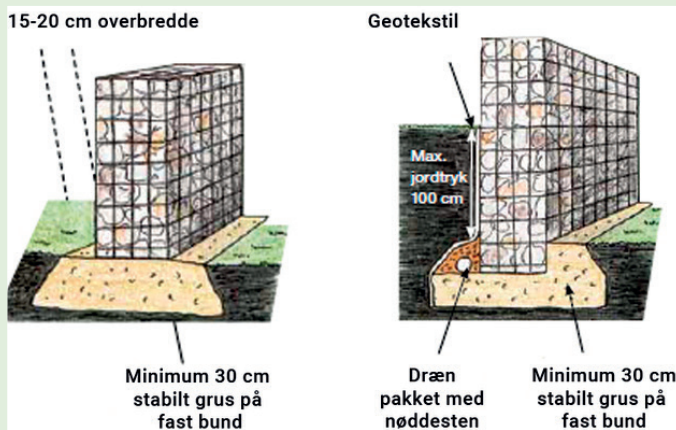 15-20 cm overbredde
Geotekstil
Max.
jordtryk
100 cm
Minimum 30 cm
stabilt grus på
fast bund
Dræn
pakket med
nøddesten
Minimum 30 cm
stabilt grus på
fast bund